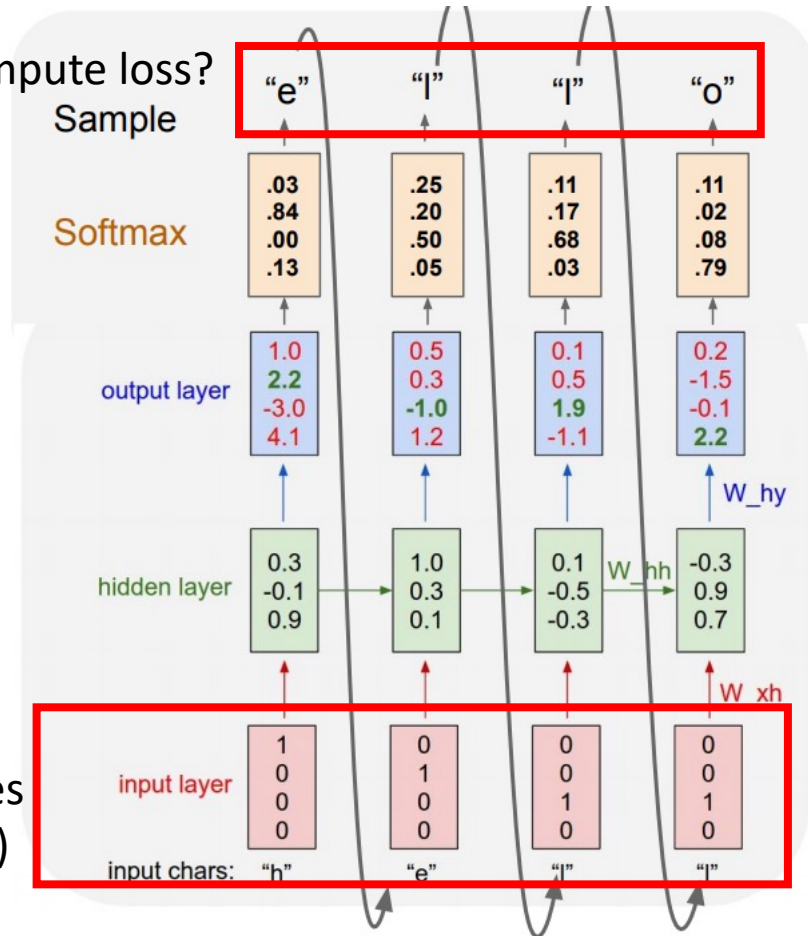 mpute loss?
Sample
“e” “l” “l” “o”
Softmax
.03 .25 .11 .11
.84 .20 .17 .02
.00 .50 .68 .08
.13 .05 .03 .79
output layer
1.0 0.5 0.1 0.2
2.2 0.3 0.5 -1.5
-3.0 -1.0 1.9 -0.1
4.1 1.2 -1.1 2.2
W_hy
hidden layer
0.3 1.0 0.1 -0.3
-0.1 0.3 -0.5 0.9
0.9 0.1 -0.3 0.7
W_hh
W_xh
input layer
1 0 0 0
0 1 0 0
0 0 1 1
0 0 0 0
es
)
input chars: “h” “e” “l” “l”